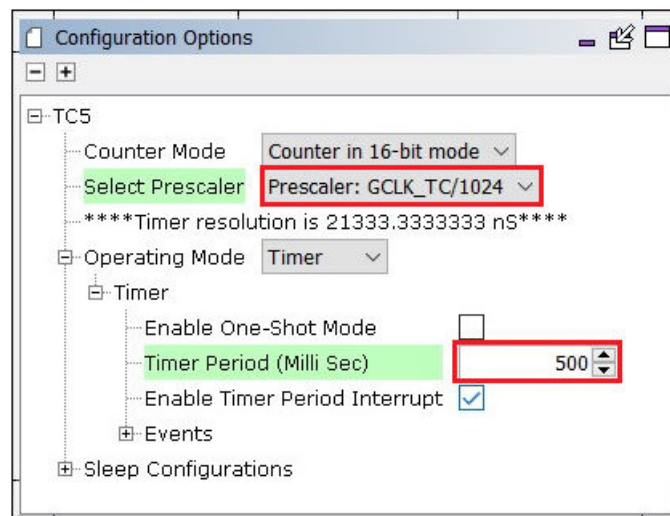 Configuration Options
TC5
Counter Mode Counter in 16-bit mode
Select Prescaler Prescaler: GCLK_TC/1024
****Timer resolution is 21333.3333333 nS****
Operating Mode Timer
Timer
Enable One-Shot Mode
Timer Period (Milli Sec) 500
Enable Timer Period Interrupt
Events
Sleep Configurations